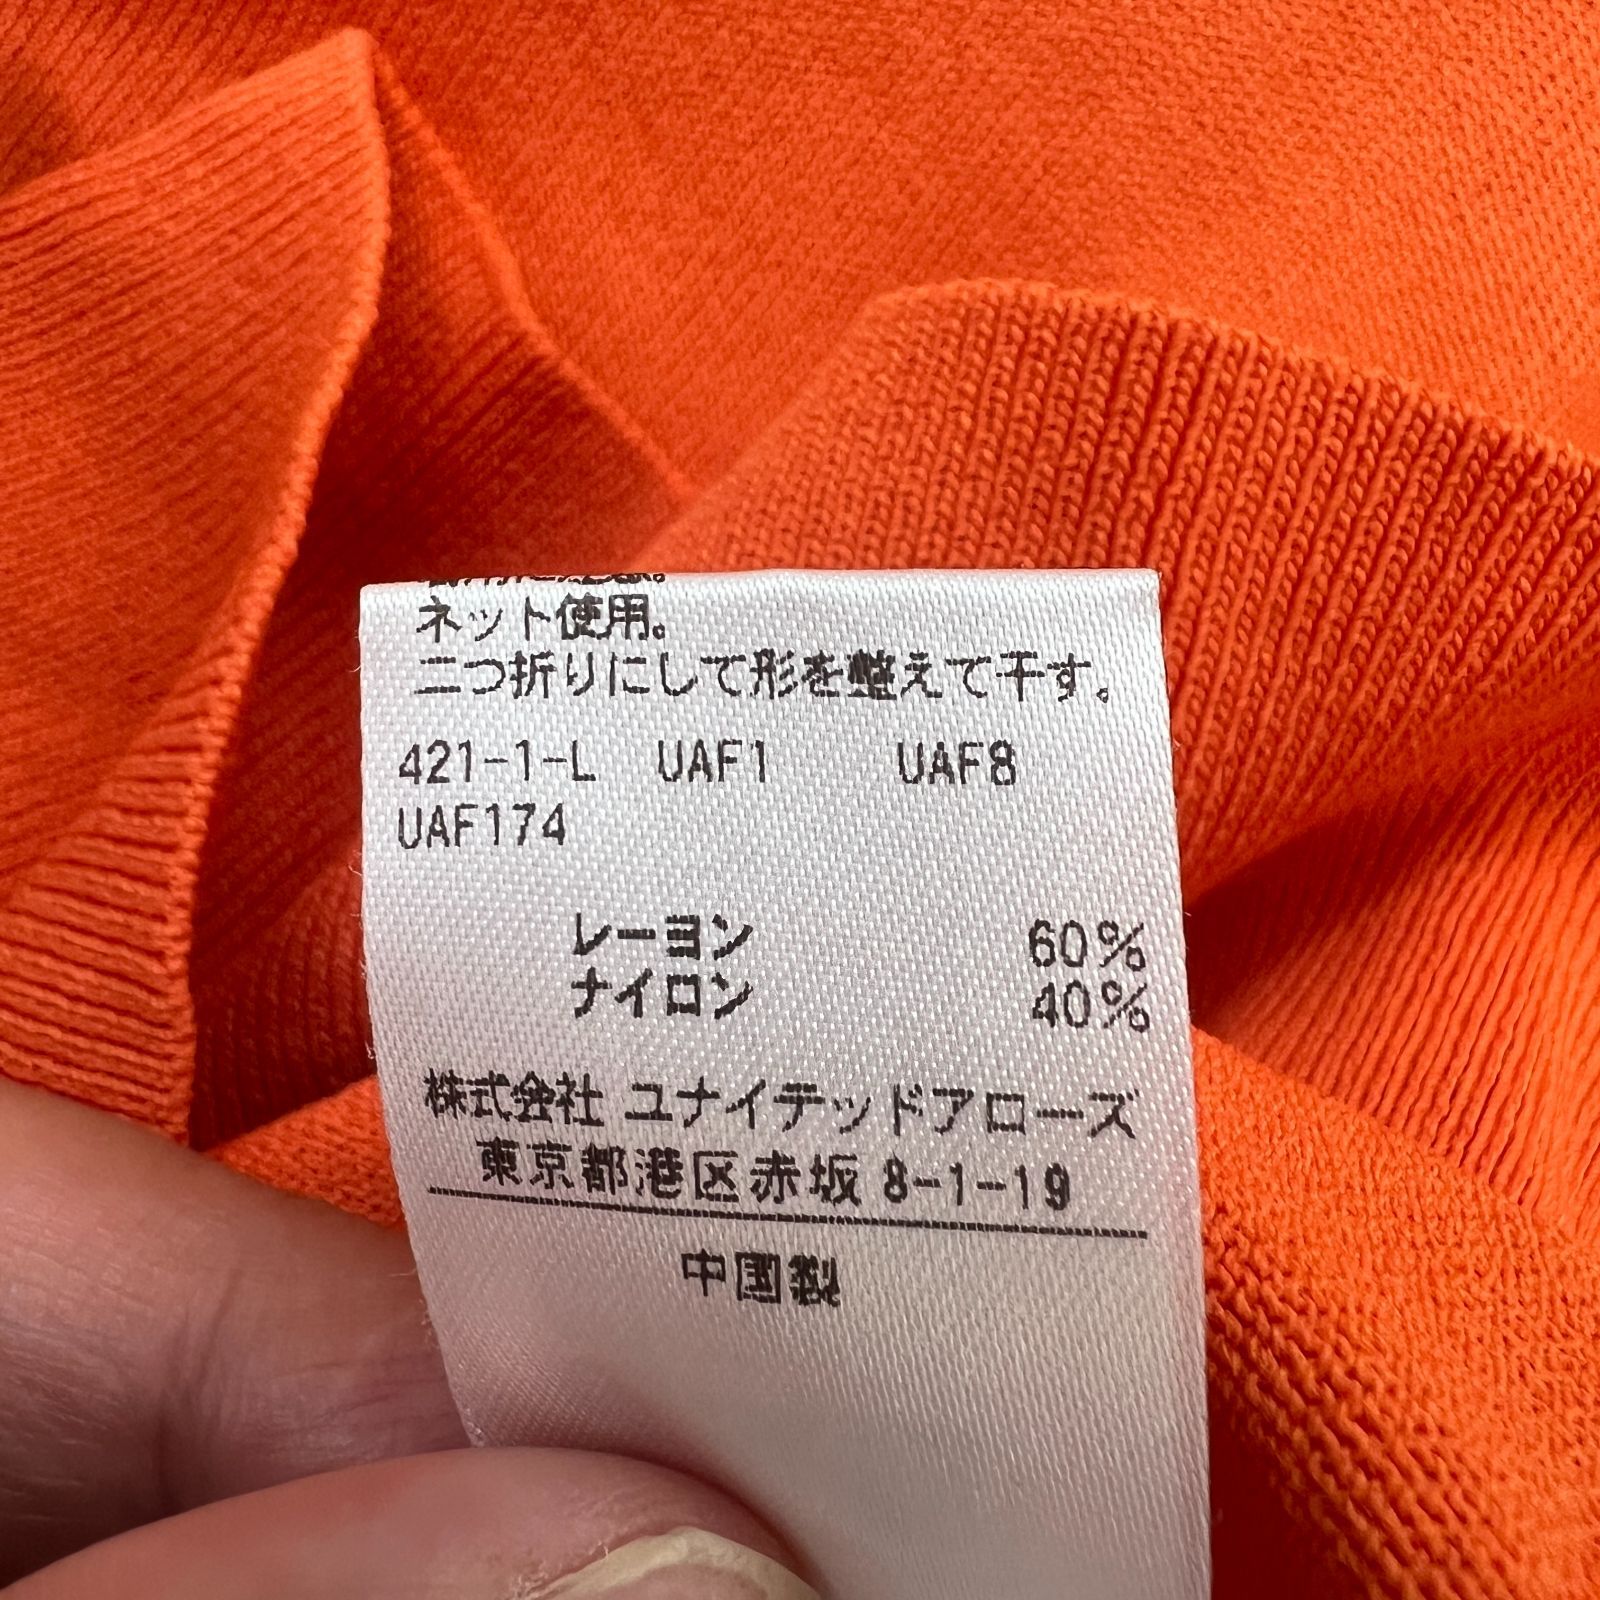 ネット使用。
二つ折りにして形を整えて干す。
421-1-L UAF1 UAF8
UAF174
レーヨン 60%
ナイロン 40%
株式会社 ユナイテッドアローズ
東京都港区赤坂 8-1-19
中国製